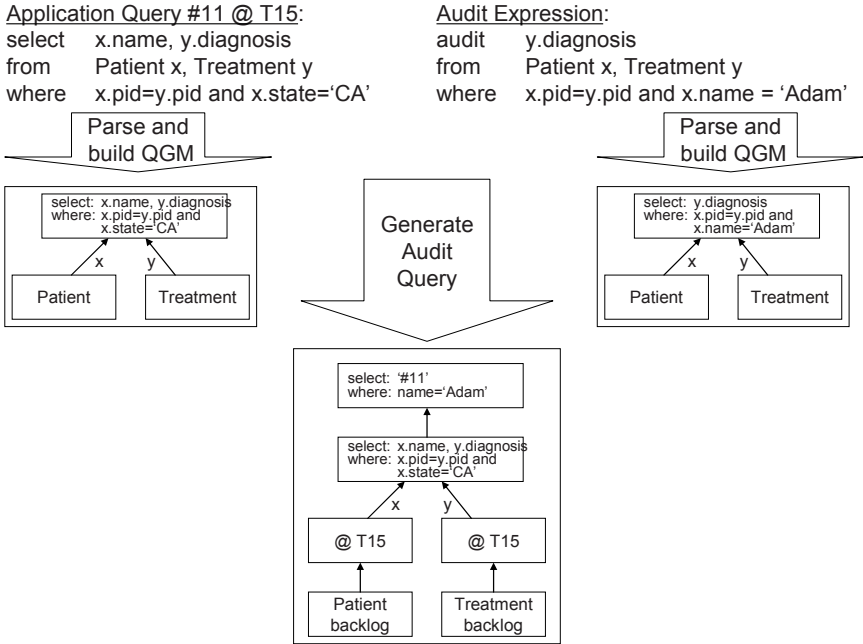 Application Query #11 @ T15:
select x.name, y.diagnosis
from Patient x, Treatment y
where x.pid=y.pid and x.state=‘CA’
Audit Expression:
audit y.diagnosis
from Patient x, Treatment y
where x.pid=y.pid and x.name = ‘Adam’
Parse and
build QGM
select: x.name, y.diagnosis
where: x.pid=y.pid and
x.state=‘CA’
x
y
Patient
Treatment
Generate
Audit
Query
Parse and
build QGM
select: y.diagnosis
where: x.pid=y.pid and
x.name=‘Adam’
x
y
Patient
Treatment
select: ‘#11’
where: name=‘Adam’
select: x.name, y.diagnosis
where: x.pid=y.pid and
x.state=‘CA’
x
y
@ T15
@ T15
Patient
backlog
Treatment
backlog